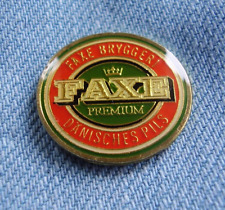 FAXE BRYGGERI
FAXE
PREMIUM
DÄNISCHES PILS